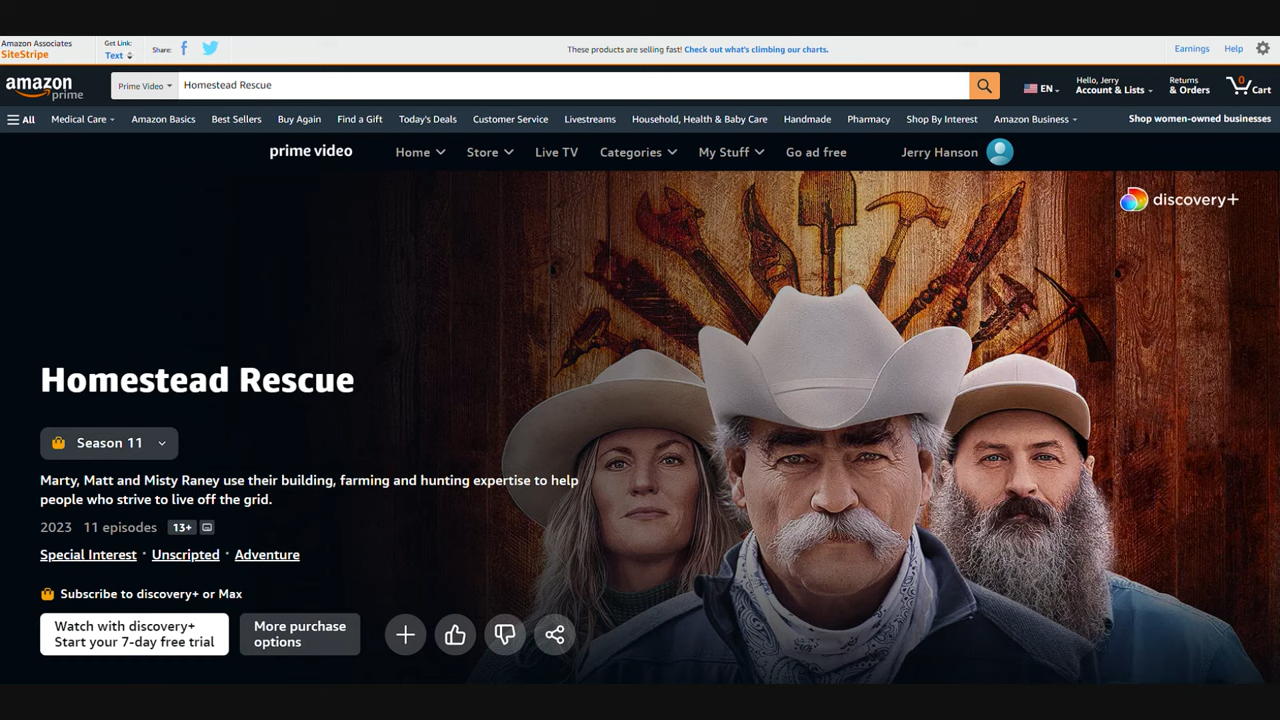 Amazon Associates
SiteStripe
Get Link:
Text
Share:
These products are selling fast! Check out what's climbing our charts.
Earnings
Help
amazon
prime
Prime Video
Homestead Rescue
EN
Hello, Jerry
Account & Lists
Returns
& Orders
0
Cart
All
Medical Care
Amazon Basics
Best Sellers
Buy Again
Find a Gift
Today's Deals
Customer Service
Livestreams
Household, Health & Baby Care
Handmade
Pharmacy
Shop By Interest
Amazon Business
Shop women-owned businesses
prime video
Home
Store
Live TV
Categories
My Stuff
Go ad free
Jerry Hanson
discovery+
Homestead Rescue
Season 11
Marty, Matt and Misty Raney use their building, farming and hunting expertise to help
people who strive to live off the grid.
2023 11 episodes 13+
Special Interest · Unscripted · Adventure
Subscribe to discovery+ or Max
Watch with discovery+
Start your 7-day free trial
More purchase
options